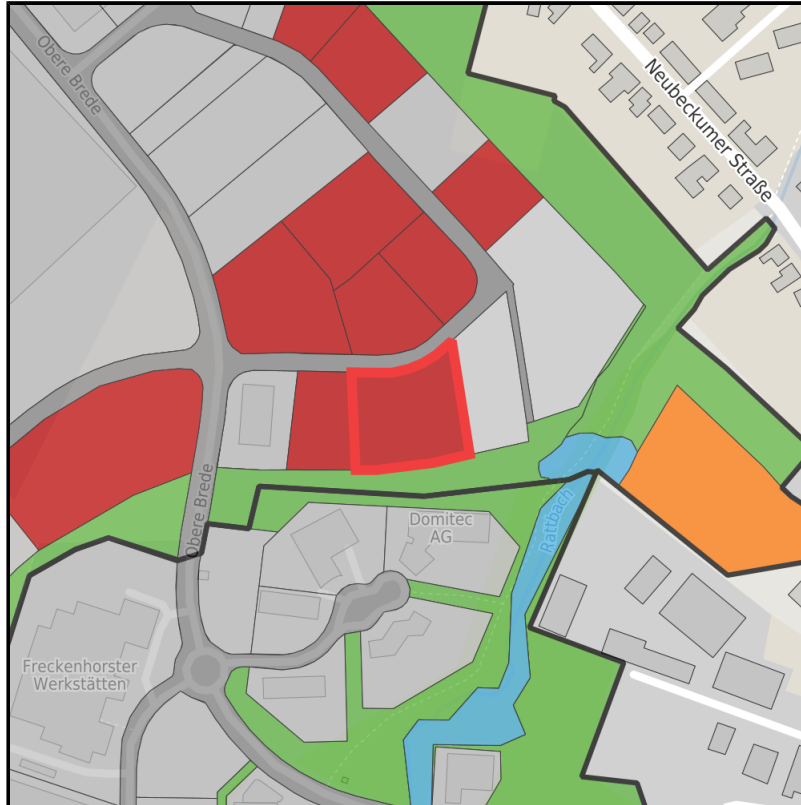 Obere Brede
Neubeckumer Straße
Obere Brede
Domitec
AG
Rattbach
Freckenhorster
Werkstätten